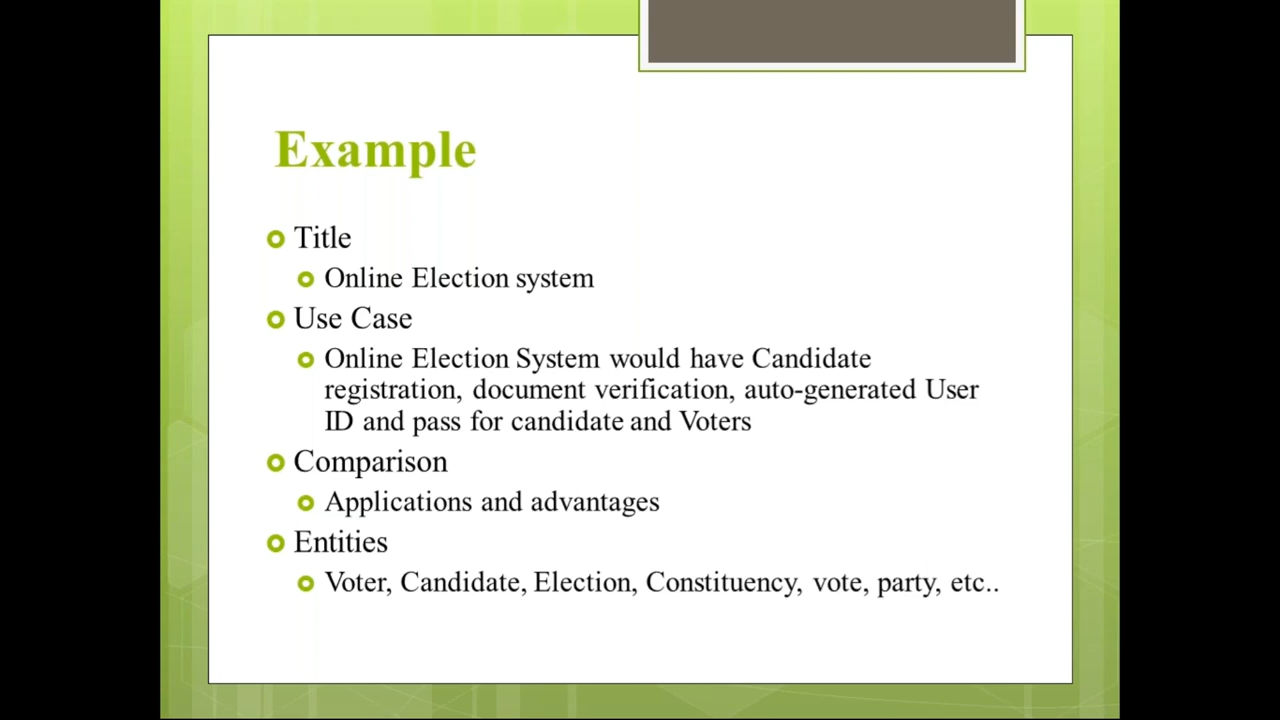 Example
Title
Online Election system
Use Case
Online Election System would have Candidate
registration, document verification, auto-generated User
ID and pass for candidate and Voters
Comparison
Applications and advantages
Entities
Voter, Candidate, Election, Constituency, vote, party, etc..